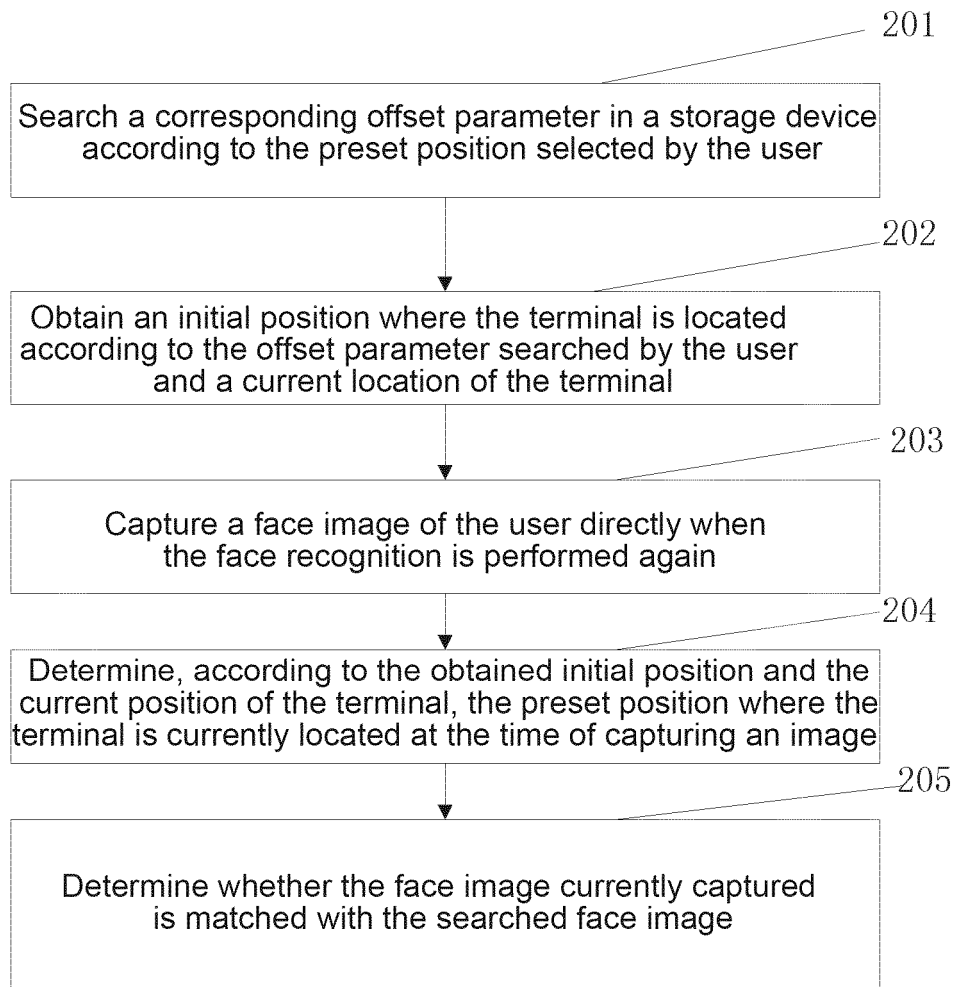 201
Search a corresponding offset parameter in a storage device
according to the preset position selected by the user
202
Obtain an initial position where the terminal is located
according to the offset parameter searched by the user
and a current location of the terminal
203
Capture a face image of the user directly when
the face recognition is performed again
204
Determine, according to the obtained initial position and the
current position of the terminal, the preset position where the
terminal is currently located at the time of capturing an image
205
Determine whether the face image currently captured
is matched with the searched face image